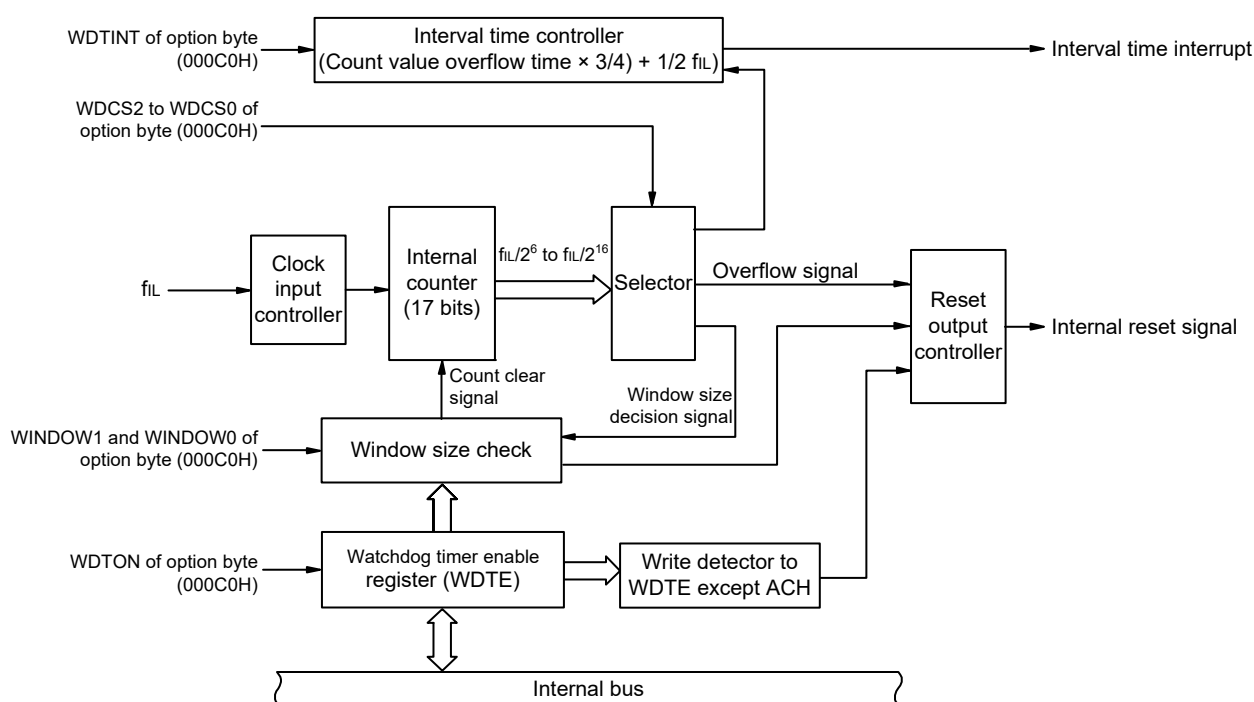 WDTINT of option byte
(000C0H)
Interval time controller
(Count value overflow time × 3/4) + 1/2 fIL)
Interval time interrupt
WDCS2 to WDCS0 of
option byte (000C0H)
fIL
Clock
input
controller
Internal
counter
(17 bits)
fIL/2⁶ to fIL/2¹⁶
Selector
Overflow signal
Reset
output
controller
Internal reset signal
Count clear
signal
Window size
decision signal
WINDOW1 and WINDOW0 of
option byte (000C0H)
Window size check
WDTON of option byte
(000C0H)
Watchdog timer enable
register (WDTE)
Write detector to
WDTE except ACH
Internal bus